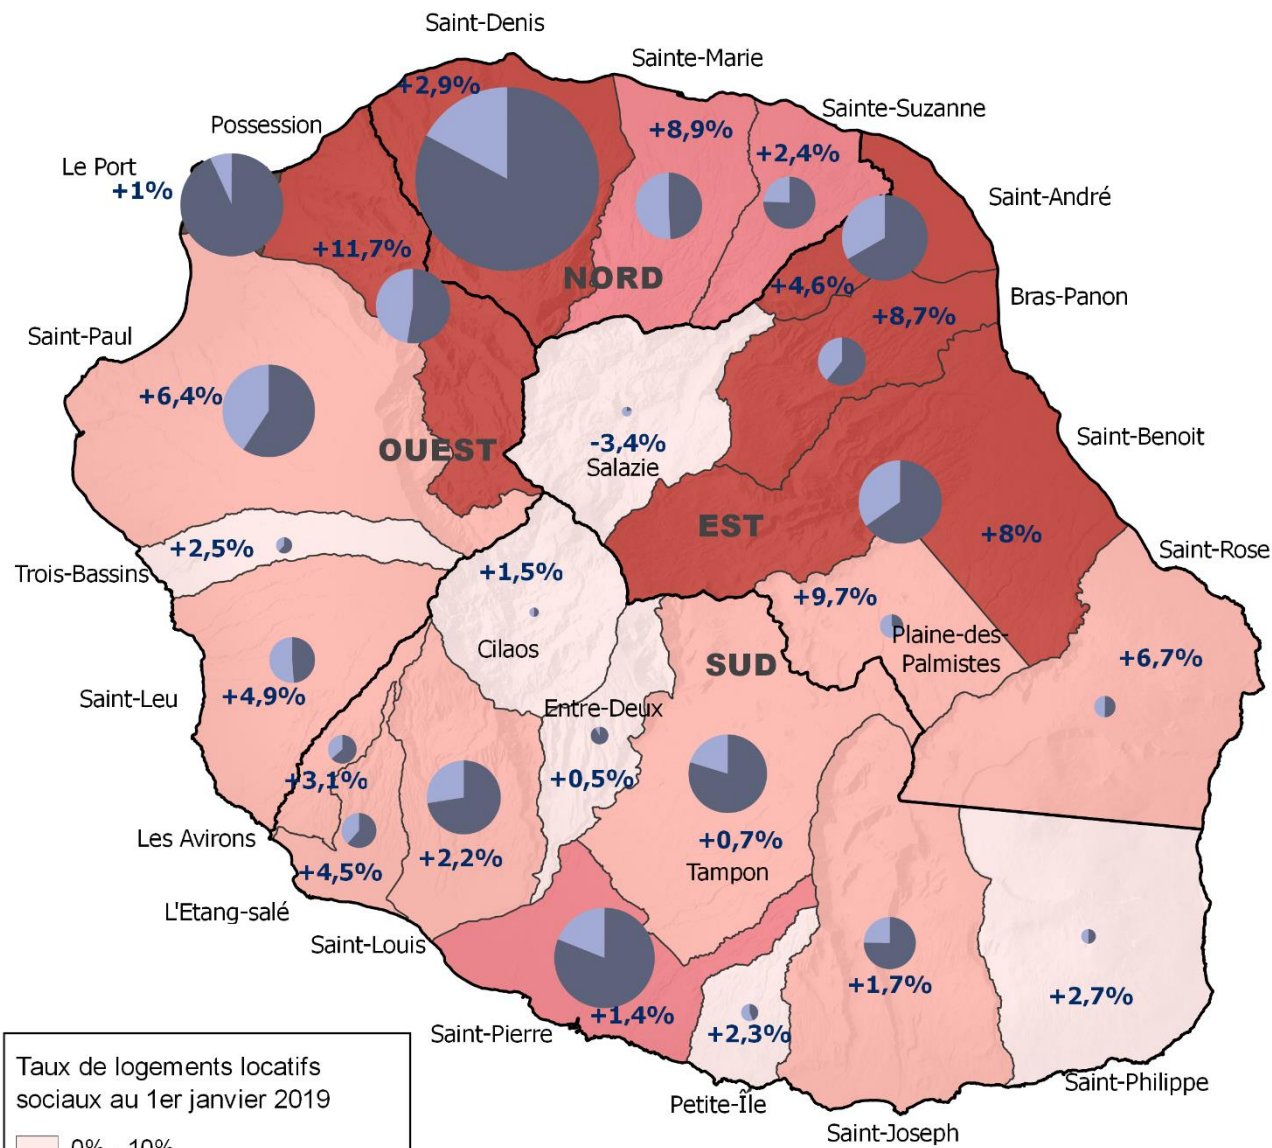 Saint-Denis
Sainte-Marie
+2,9%
Sainte-Suzanne
Possession
+8,9%
+2,4%
Le Port
+1%
Saint-André
+11,7%
NORD
+4,6%
Bras-Panon
+8,7%
Saint-Paul
+6,4%
OUEST
-3,4%
Salazie
Saint-Benoit
EST
+8%
+2,5%
Saint-Rose
Trois-Bassins
+1,5%
+9,7%
Cilaos
Plaine-des-
Palmistes
SUD
+6,7%
Saint-Leu
+4,9%
Entre-Deux
+3,1%
+0,5%
Les Avirons
+0,7%
+2,2%
+4,5%
Tampon
L'Etang-salé
Saint-Louis
+1,7%
+2,7%
+1,4%
Saint-Pierre
+2,3%
Petite-Île
Saint-Philippe
Saint-Joseph
Taux de logements locatifs
sociaux au 1er janvier 2019
0% - 10%